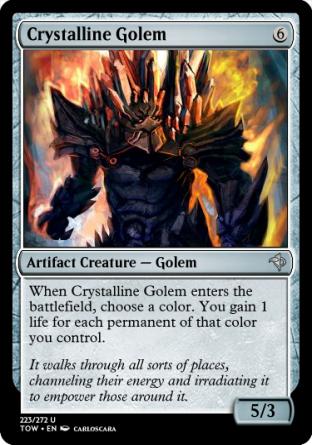 Crystalline Golem 6
Artifact Creature — Golem
When Crystalline Golem enters the
battlefield, choose a color. You gain 1
life for each permanent of that color
you control.
It walks through all sorts of places,
channeling their energy and irradiating it
to empower those around it.
5/3
223/272 U
TOW • EN CARLOSCARA